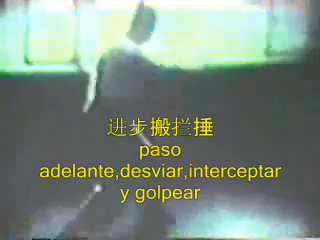 进步搬拦捶
paso
adelante,desviar,interceptar
y golpear